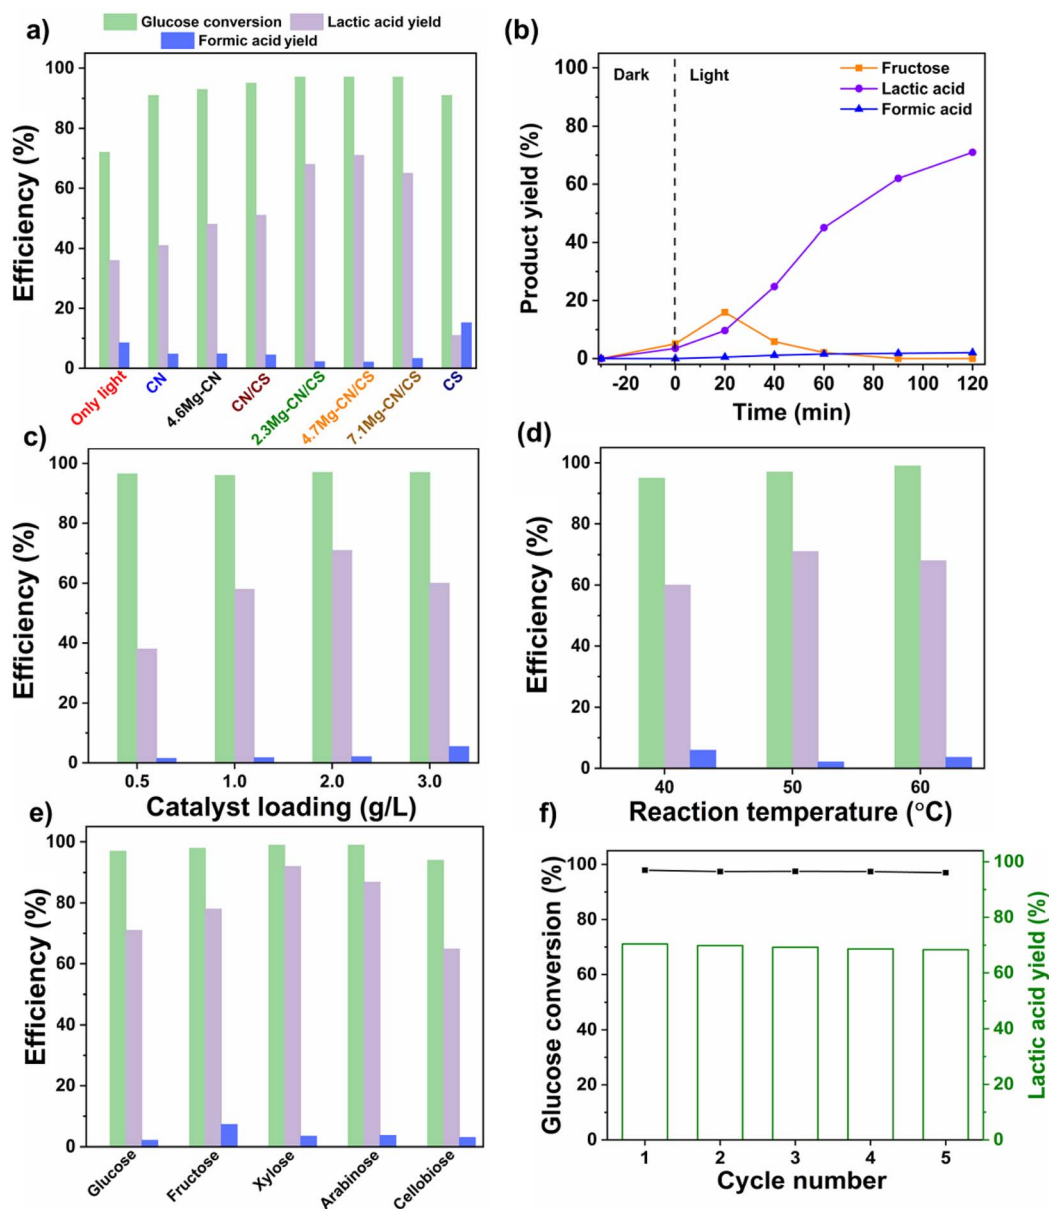 a)
Glucose conversion
Lactic acid yield
Formic acid yield
Efficiency (%)
100
80
60
40
20
0
Only light
CN
4.6Mg-CN
CN/CS
2.3Mg-CN/CS
4.7Mg-CN/CS
7.1Mg-CN/CS
CS
(b)
Dark
Light
Fructose
Lactic acid
Formic acid
Product yield (%)
100
80
60
40
20
0
-20 0 20 40 60 80 100 120
Time (min)
c)
Efficiency (%)
100
80
60
40
20
0
0.5 1.0 2.0 3.0
Catalyst loading (g/L)
(d)
Efficiency (%)
100
80
60
40
20
0
40 50 60
Reaction temperature (°C)
e)
Efficiency (%)
100
80
60
40
20
0
Glucose
Fructose
Xylose
Arabinose
Cellobiose
f)
Glucose conversion (%)
100
80
60
40
20
0
1 2 3 4 5
Cycle number
100
80
60
40
20
0
Lactic acid yield (%)